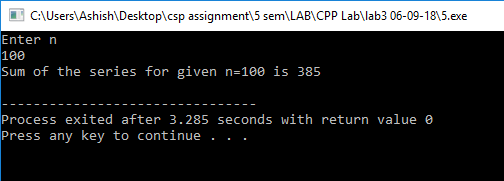 C:\Users\Ashish\Desktop\csp assignment\5 sem\LAB\CPP Lab\lab3 06-09-18\5.exe
Enter n
100
Sum of the series for given n=100 is 385
--------------------------------
Process exited after 3.285 seconds with return value 0
Press any key to continue . . .